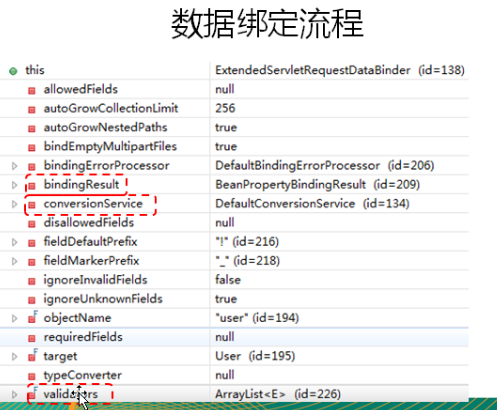 数据绑定流程
this ExtendedServletRequestDataBinder (id=138)
allowedFields null
autoGrowCollectionLimit 256
autoGrowNestedPaths true
bindEmptyMultipartFiles true
bindingErrorProcessor DefaultBindingErrorProcessor (id=206)
bindingResult BeanPropertyBindingResult (id=209)
conversionService DefaultConversionService (id=134)
disallowedFields null
fieldDefaultPrefix "!" (id=216)
fieldMarkerPrefix "_" (id=218)
ignoreInvalidFields false
ignoreUnknownFields true
objectName "user" (id=194)
requiredFields null
target User (id=195)
typeConverter null
validators ArrayList<E> (id=226)